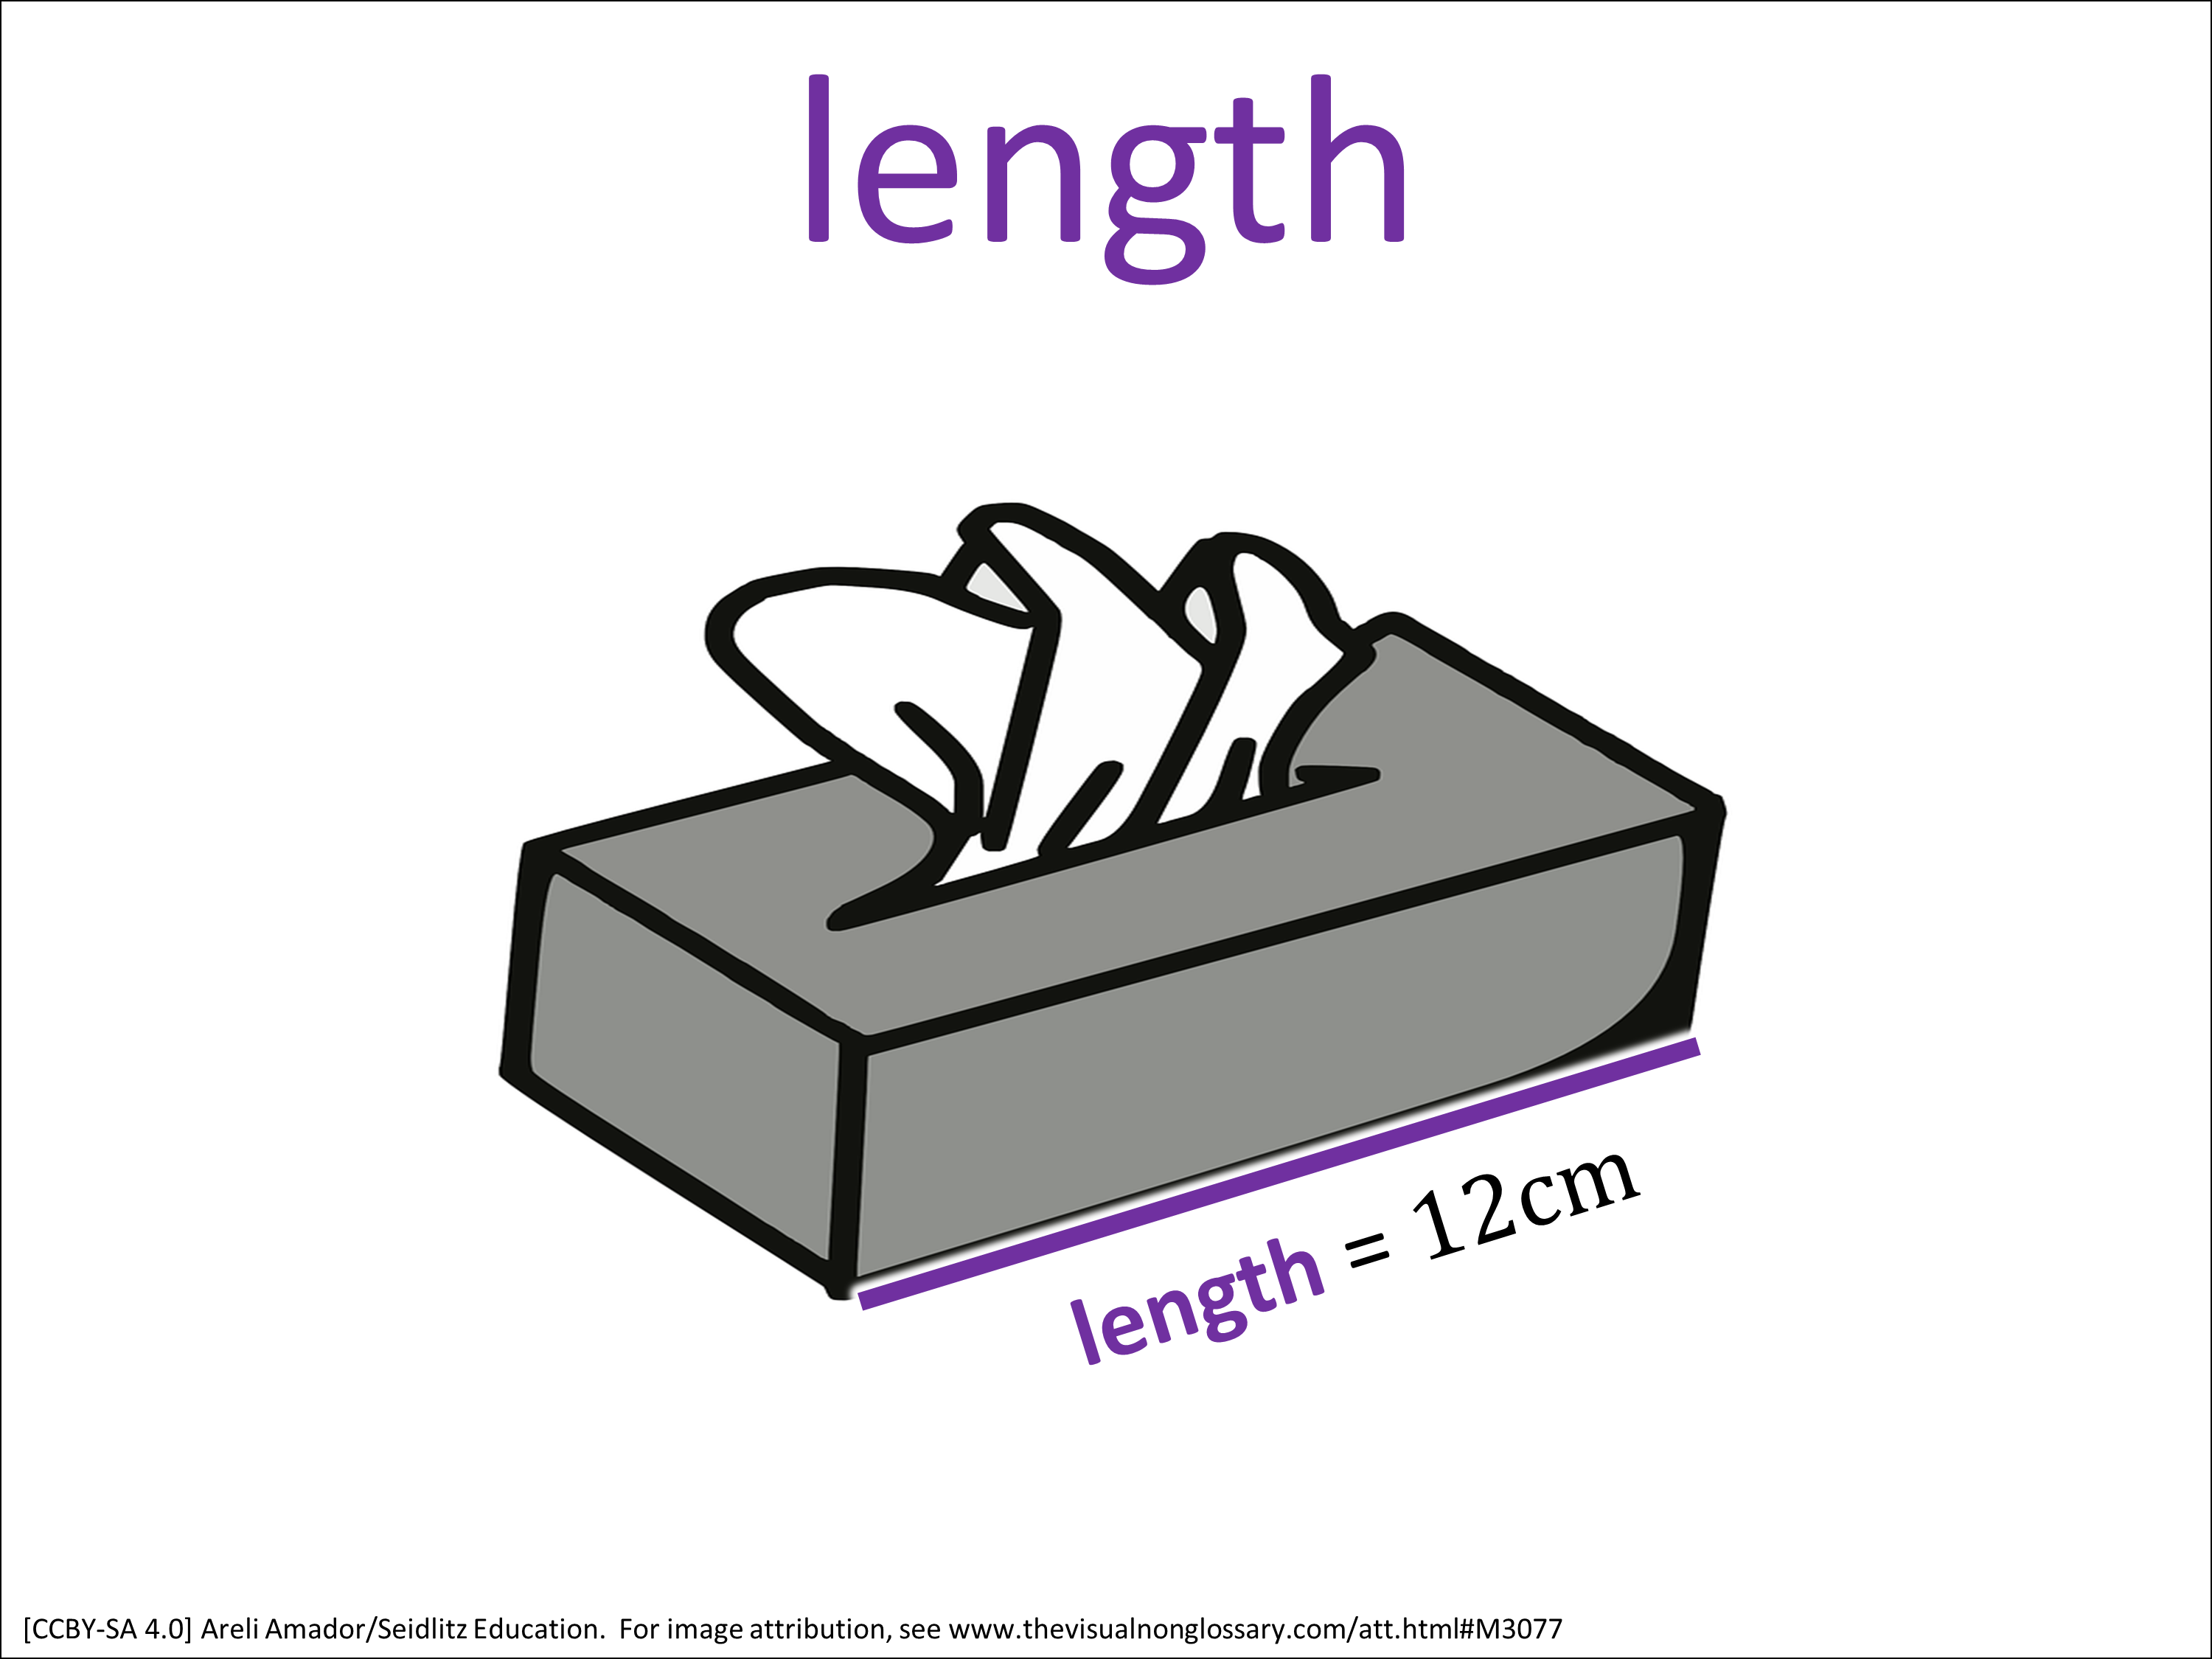 length
length = 12cm
[CCBY-SA 4.0] Areli Amador/Seidlitz Education.  For image attribution, see www.thevisualnonglossary.com/att.html#M3077